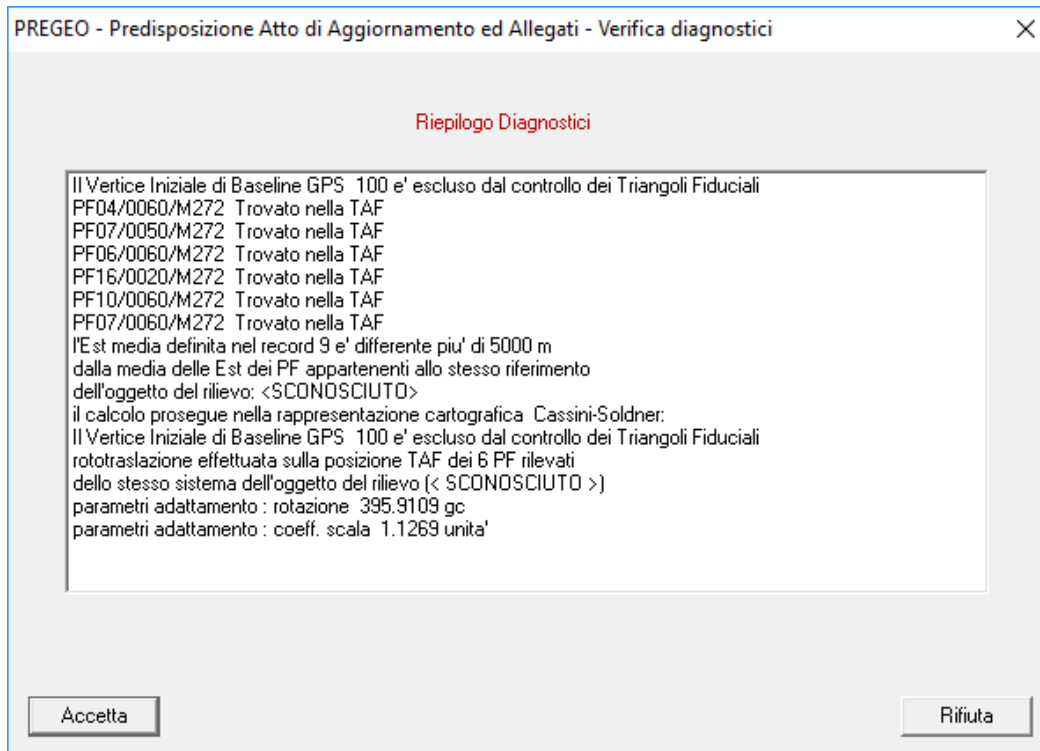 PREGEO - Predisposizione Atto di Aggiornamento ed Allegati - Verifica diagnostici
Riepilogo Diagnostici
Il Vertice Iniziale di Baseline GPS  100 e' escluso dal controllo dei Triangoli Fiduciali
PF04/0060/M272  Trovato nella TAF
PF07/0050/M272  Trovato nella TAF
PF06/0060/M272  Trovato nella TAF
PF16/0020/M272  Trovato nella TAF
PF10/0060/M272  Trovato nella TAF
PF07/0060/M272  Trovato nella TAF
l'Est media definita nel record 9 e' differente piu' di 5000 m
dalla media delle Est dei PF appartenenti allo stesso riferimento
dell'oggetto del rilievo: <SCONOSCIUTO>
il calcolo prosegue nella rappresentazione cartografica  Cassini-Soldner:
Il Vertice Iniziale di Baseline GPS  100 e' escluso dal controllo dei Triangoli Fiduciali
rototraslazione effettuata sulla posizione TAF dei 6 PF rilevati
dello stesso sistema dell'oggetto del rilievo (< SCONOSCIUTO >)
parametri adattamento : rotazione  395.9109 gc
parametri adattamento : coeff. scala  1.1269 unita'
Accetta
Rifiuta